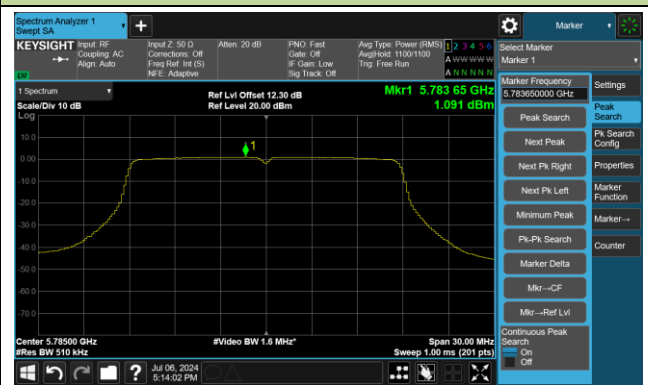 Spectrum Analyzer 1
Swept SA
Marker
KEYSIGHT
Input: RF
Coupling: AC
Align: Auto
Input Z: 50 Ω
Corrections: Off
Freq Ref: Int (S)
NFE: Adaptive
Atten: 20 dB
PNO: Fast
Gate: Off
IF Gain: Low
Sig Track: Off
Avg Type: Power (RMS)
Avg|Hold: 1100/1100
Trig: Free Run
1 2 3 4 5 6
A W W W W W
A N N N N N
Select Marker
Marker 1
1 Spectrum
Scale/Div 10 dB
Log
Ref Lvl Offset 12.30 dB
Ref Level 20.00 dBm
Mkr1 5.783 65 GHz
1.091 dBm
1
10.0
0.00
-10.0
-20.0
-30.0
-40.0
-50.0
-60.0
-70.0
Center 5.78500 GHz
#Res BW 510 kHz
#Video BW 1.6 MHz*
Span 30.00 MHz
Sweep 1.00 ms (201 pts)
Marker Frequency
5.783650000 GHz
Peak Search
Next Peak
Next Pk Right
Next Pk Left
Minimum Peak
Pk-Pk Search
Marker Delta
Mkr→CF
Mkr→Ref Lvl
Continuous Peak
Search
On
Off
Settings
Peak
Search
Pk Search
Config
Properties
Marker
Function
Marker→
Counter
?
Jul 06, 2024
5:14:02 PM